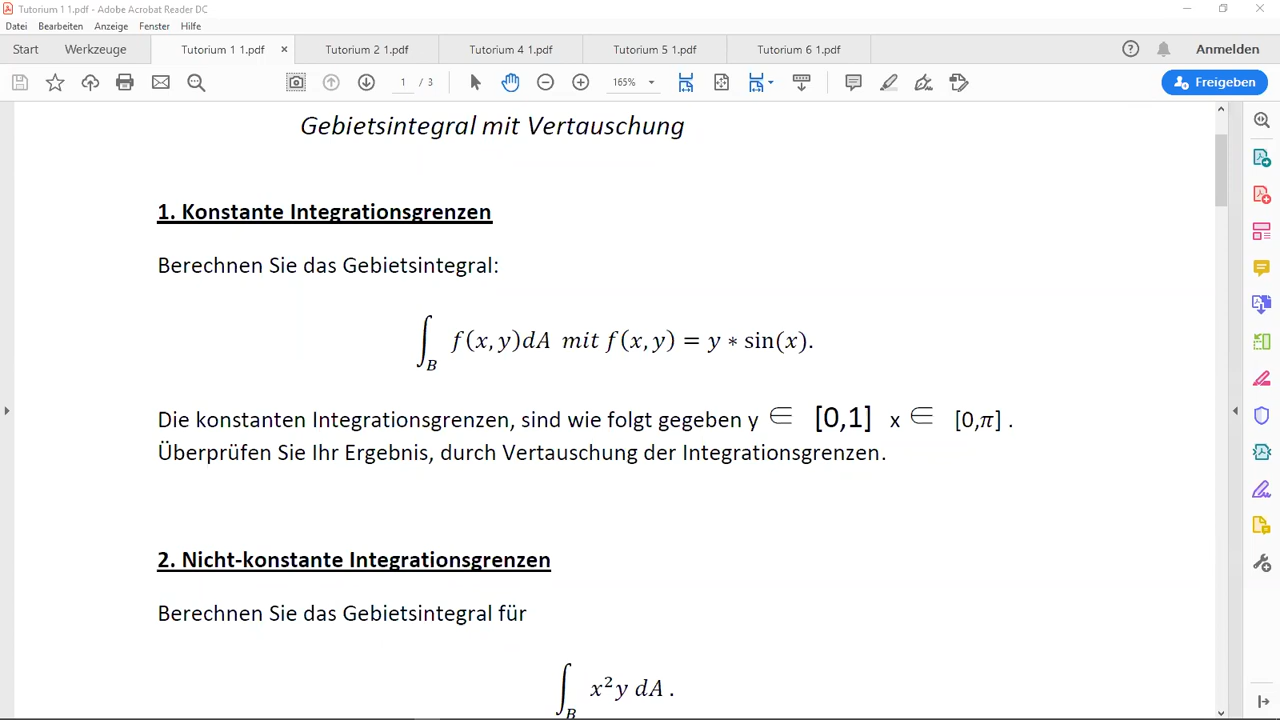 Tutorium 1 1.pdf - Adobe Acrobat Reader DC
Datei Bearbeiten Anzeige Fenster Hilfe
Start Werkzeuge Tutorium 1 1.pdf × Tutorium 2 1.pdf Tutorium 4 1.pdf Tutorium 5 1.pdf Tutorium 6 1.pdf Anmelden
1 / 3 165% Freigeben
Gebietsintegral mit Vertauschung
1. Konstante Integrationsgrenzen
Berechnen Sie das Gebietsintegral:
∫_B f(x, y)dA mit f(x, y) = y ∗ sin(x).
Die konstanten Integrationsgrenzen, sind wie folgt gegeben y ∈ [0,1] x ∈ [0,π] .
Überprüfen Sie Ihr Ergebnis, durch Vertauschung der Integrationsgrenzen.
2. Nicht-konstante Integrationsgrenzen
Berechnen Sie das Gebietsintegral für
∫_B x²y dA .